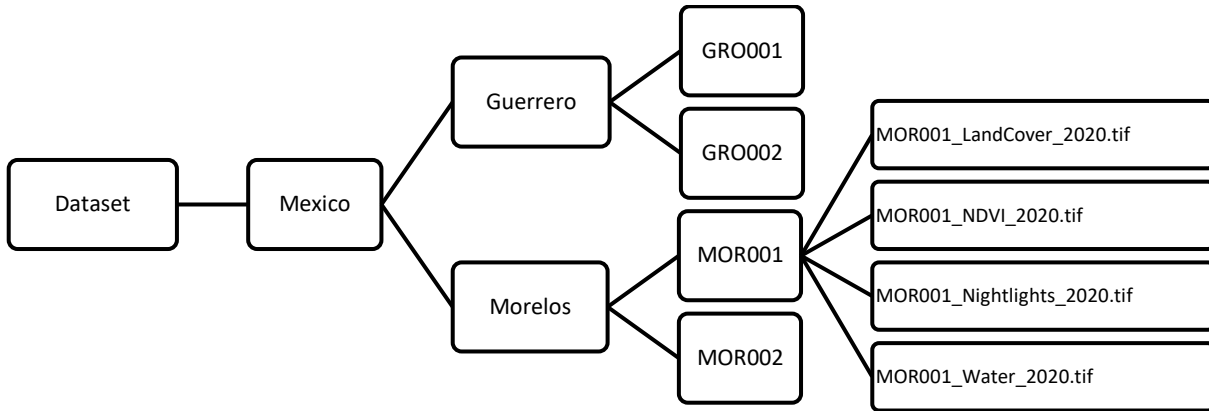 Dataset
Mexico
Guerrero
GRO001
GRO002
Morelos
MOR001
MOR002
MOR001_LandCover_2020.tif
MOR001_NDVI_2020.tif
MOR001_Nightlights_2020.tif
MOR001_Water_2020.tif